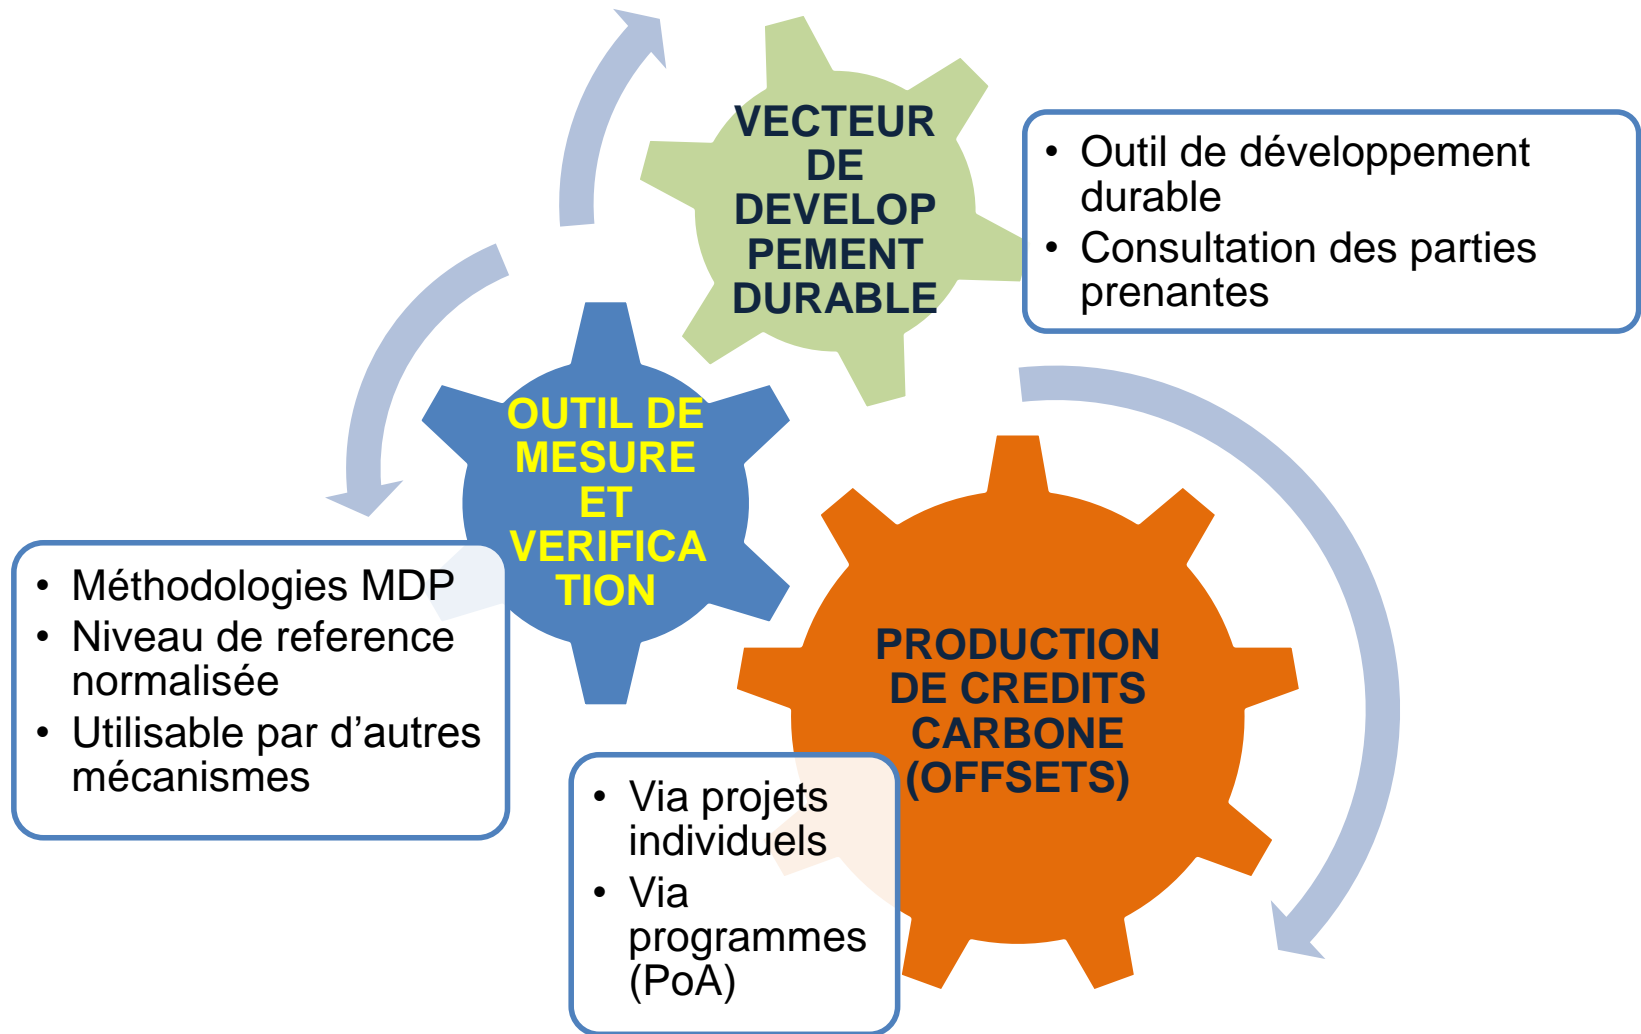 VECTEUR
DE
DEVELOP
PEMENT
DURABLE
• Outil de développement
durable
• Consultation des parties
prenantes
OUTIL DE
MESURE
ET
VERIFICA
TION
• Méthodologies MDP
• Niveau de reference
normalisée
• Utilisable par d’autres
mécanismes
PRODUCTION
DE CREDITS
CARBONE
(OFFSETS)
• Via projets
individuels
• Via
programmes
(PoA)